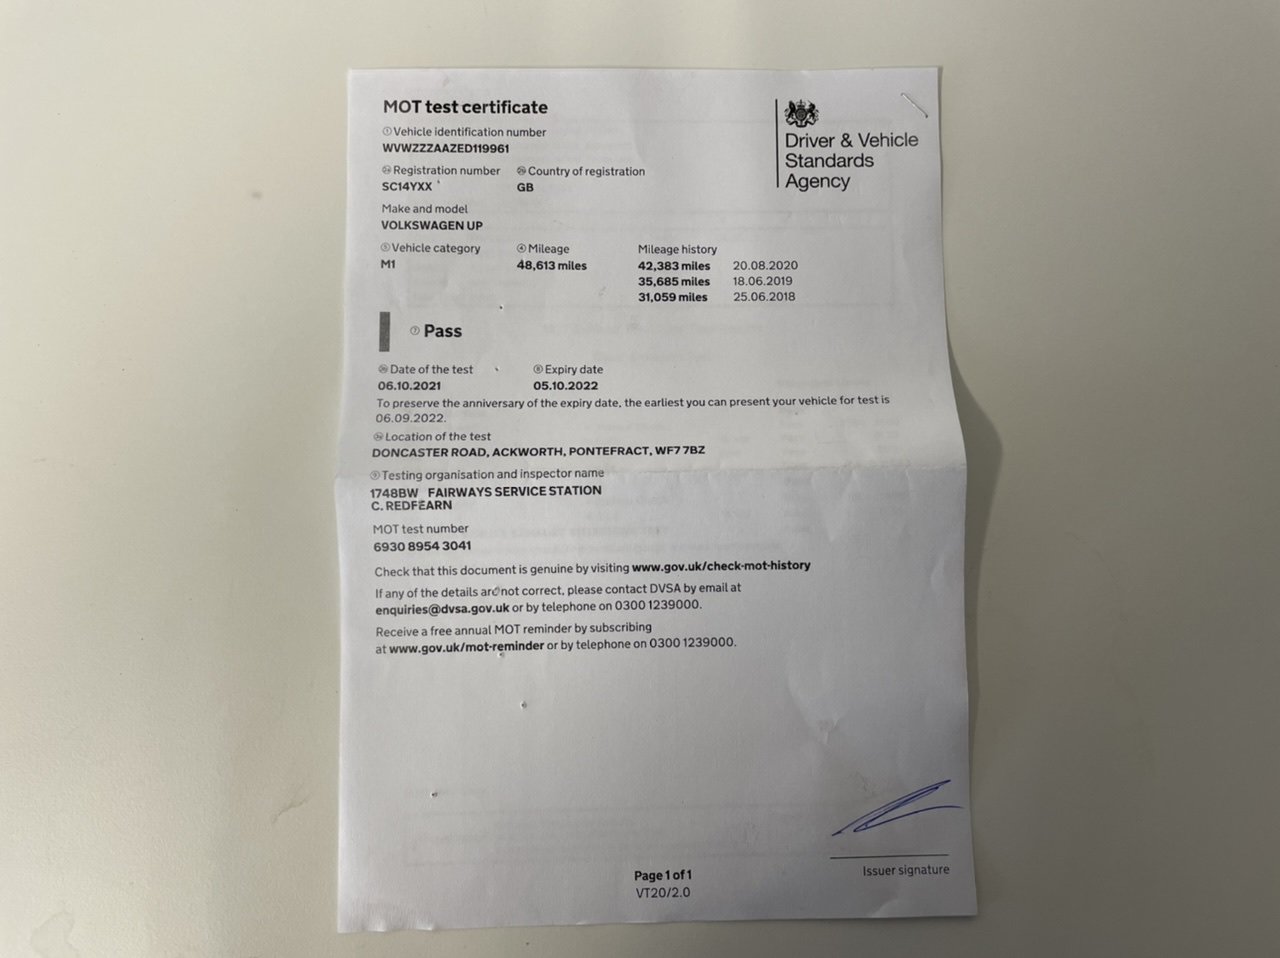 MOT test certificate
① Vehicle identification number
WVWZZZAAZED119961
Registration number Country of registration
SC14YXX GB
Make and model
VOLKSWAGEN UP
⑤ Vehicle category ④ Mileage Mileage history
M1 48,613 miles 42,383 miles 20.08.2020
35,685 miles 18.06.2019
31,059 miles 25.06.2018
⑦ Pass
Date of the test ⑧ Expiry date
06.10.2021 05.10.2022
To preserve the anniversary of the expiry date, the earliest you can present your vehicle for test is
06.09.2022.
Location of the test
DONCASTER ROAD, ACKWORTH, PONTEFRACT, WF7 7BZ
⑨ Testing organisation and inspector name
1748BW FAIRWAYS SERVICE STATION
C. REDFEARN
MOT test number
6930 8954 3041
Check that this document is genuine by visiting www.gov.uk/check-mot-history
If any of the details are not correct, please contact DVSA by email at
enquiries@dvsa.gov.uk or by telephone on 0300 1239000.
Receive a free annual MOT reminder by subscribing
at www.gov.uk/mot-reminder or by telephone on 0300 1239000.
Driver & Vehicle
Standards
Agency
Issuer signature
Page 1 of 1
VT20/2.0